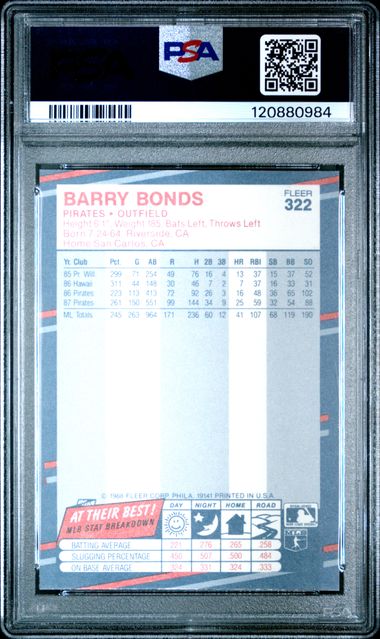 PSA
120880984
BARRY BONDS
FLEER
322
PIRATES • OUTFIELD
Height 6'1" Weight 185 Bats Left, Throws Left
Born 7-24-64, Riverside, CA
Home San Carlos, CA
Yr. Club Pct. G AB R H 2B 3B HR RBI SB BB SO
85 Pr. Wil. 299 71 254 49 76 16 4 13 37 15 37 52
86 Hawaii 311 44 148 30 46 7 2 7 37 16 33 31
86 Pirates 223 113 413 72 92 26 3 16 48 36 65 102
87 Pirates 261 150 551 99 144 34 9 25 59 32 54 88
ML Totals 245 263 964 171 236 60 12 41 107 68 119 190
© 1988 FLEER CORP. PHILA. 19141 PRINTED IN U.S.A.
AT THEIR BEST!
MLB STAT BREAKDOWN
DAY NIGHT HOME ROAD
BATTING AVERAGE 221 276 265 258
SLUGGING PERCENTAGE 450 507 500 484
ON BASE AVERAGE 324 331 324 333
PSA